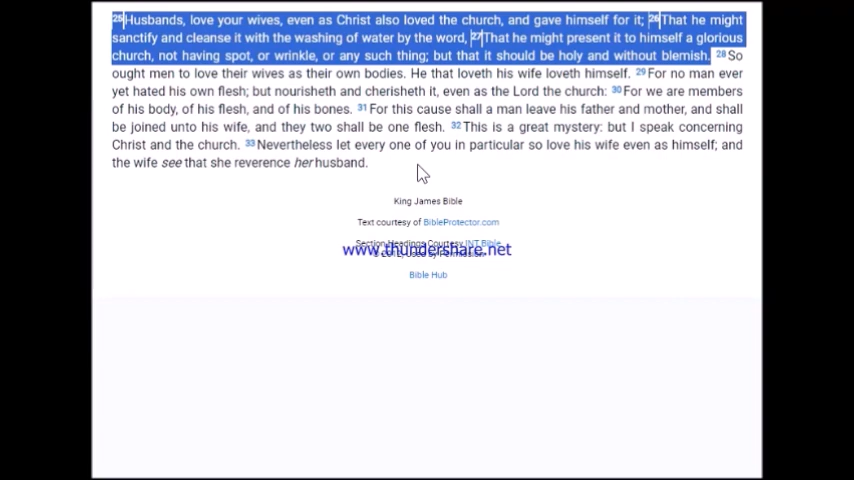 25Husbands, love your wives, even as Christ also loved the church, and gave himself for it; 26That he might
sanctify and cleanse it with the washing of water by the word, 27That he might present it to himself a glorious
church, not having spot, or wrinkle, or any such thing; but that it should be holy and without blemish. 28So
ought men to love their wives as their own bodies. He that loveth his wife loveth himself. 29For no man ever
yet hated his own flesh; but nourisheth and cherisheth it, even as the Lord the church: 30For we are members
of his body, of his flesh, and of his bones. 31For this cause shall a man leave his father and mother, and shall
be joined unto his wife, and they two shall be one flesh. 32This is a great mystery: but I speak concerning
Christ and the church. 33Nevertheless let every one of you in particular so love his wife even as himself; and
the wife see that she reverence her husband.
King James Bible
Text courtesy of BibleProtector.com
Section Headings Courtesy INT Bible
www.thundershare.net
Bible Hub